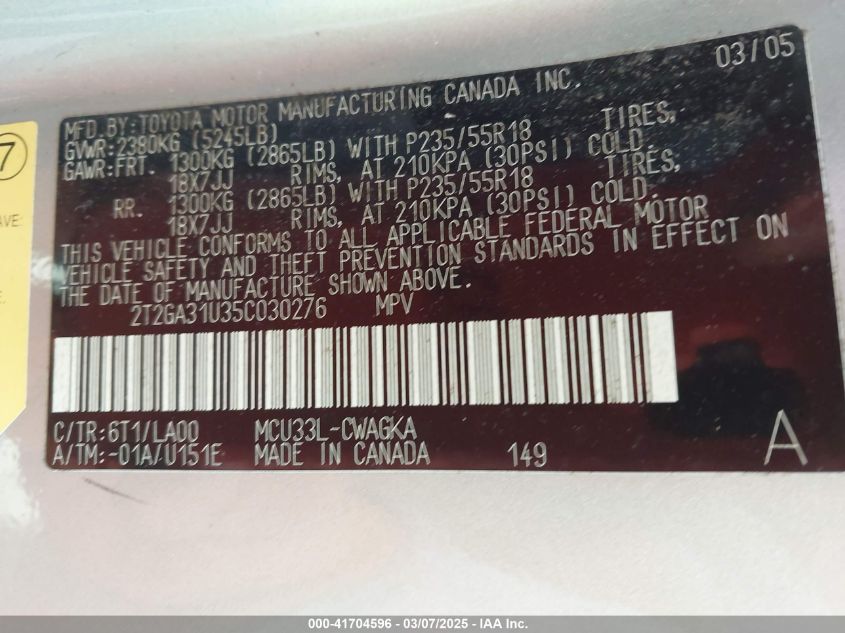 03/05
MFD. BY: TOYOTA MOTOR MANUFACTURING CANADA INC.
GVWR: 2380KG (5245LB)
GAWR: FRT. 1300KG (2865LB) WITH P235/55R18 TIRES,
18X7JJ RIMS, AT 210KPA (30PSI) COLD.
RR. 1300KG (2865LB) WITH P235/55R18 TIRES,
18X7JJ RIMS, AT 210KPA (30PSI) COLD.
THIS VEHICLE CONFORMS TO ALL APPLICABLE FEDERAL MOTOR
VEHICLE SAFETY AND THEFT PREVENTION STANDARDS IN EFFECT ON
THE DATE OF MANUFACTURE SHOWN ABOVE.
2T2GA31U35C030276 MPV
C/TR: 6T1/LA00 MCU33L-CWAGKA
A/TM: -01A/U151E MADE IN CANADA 149 A
7
000-41704596 - 03/07/2025 - IAA Inc.